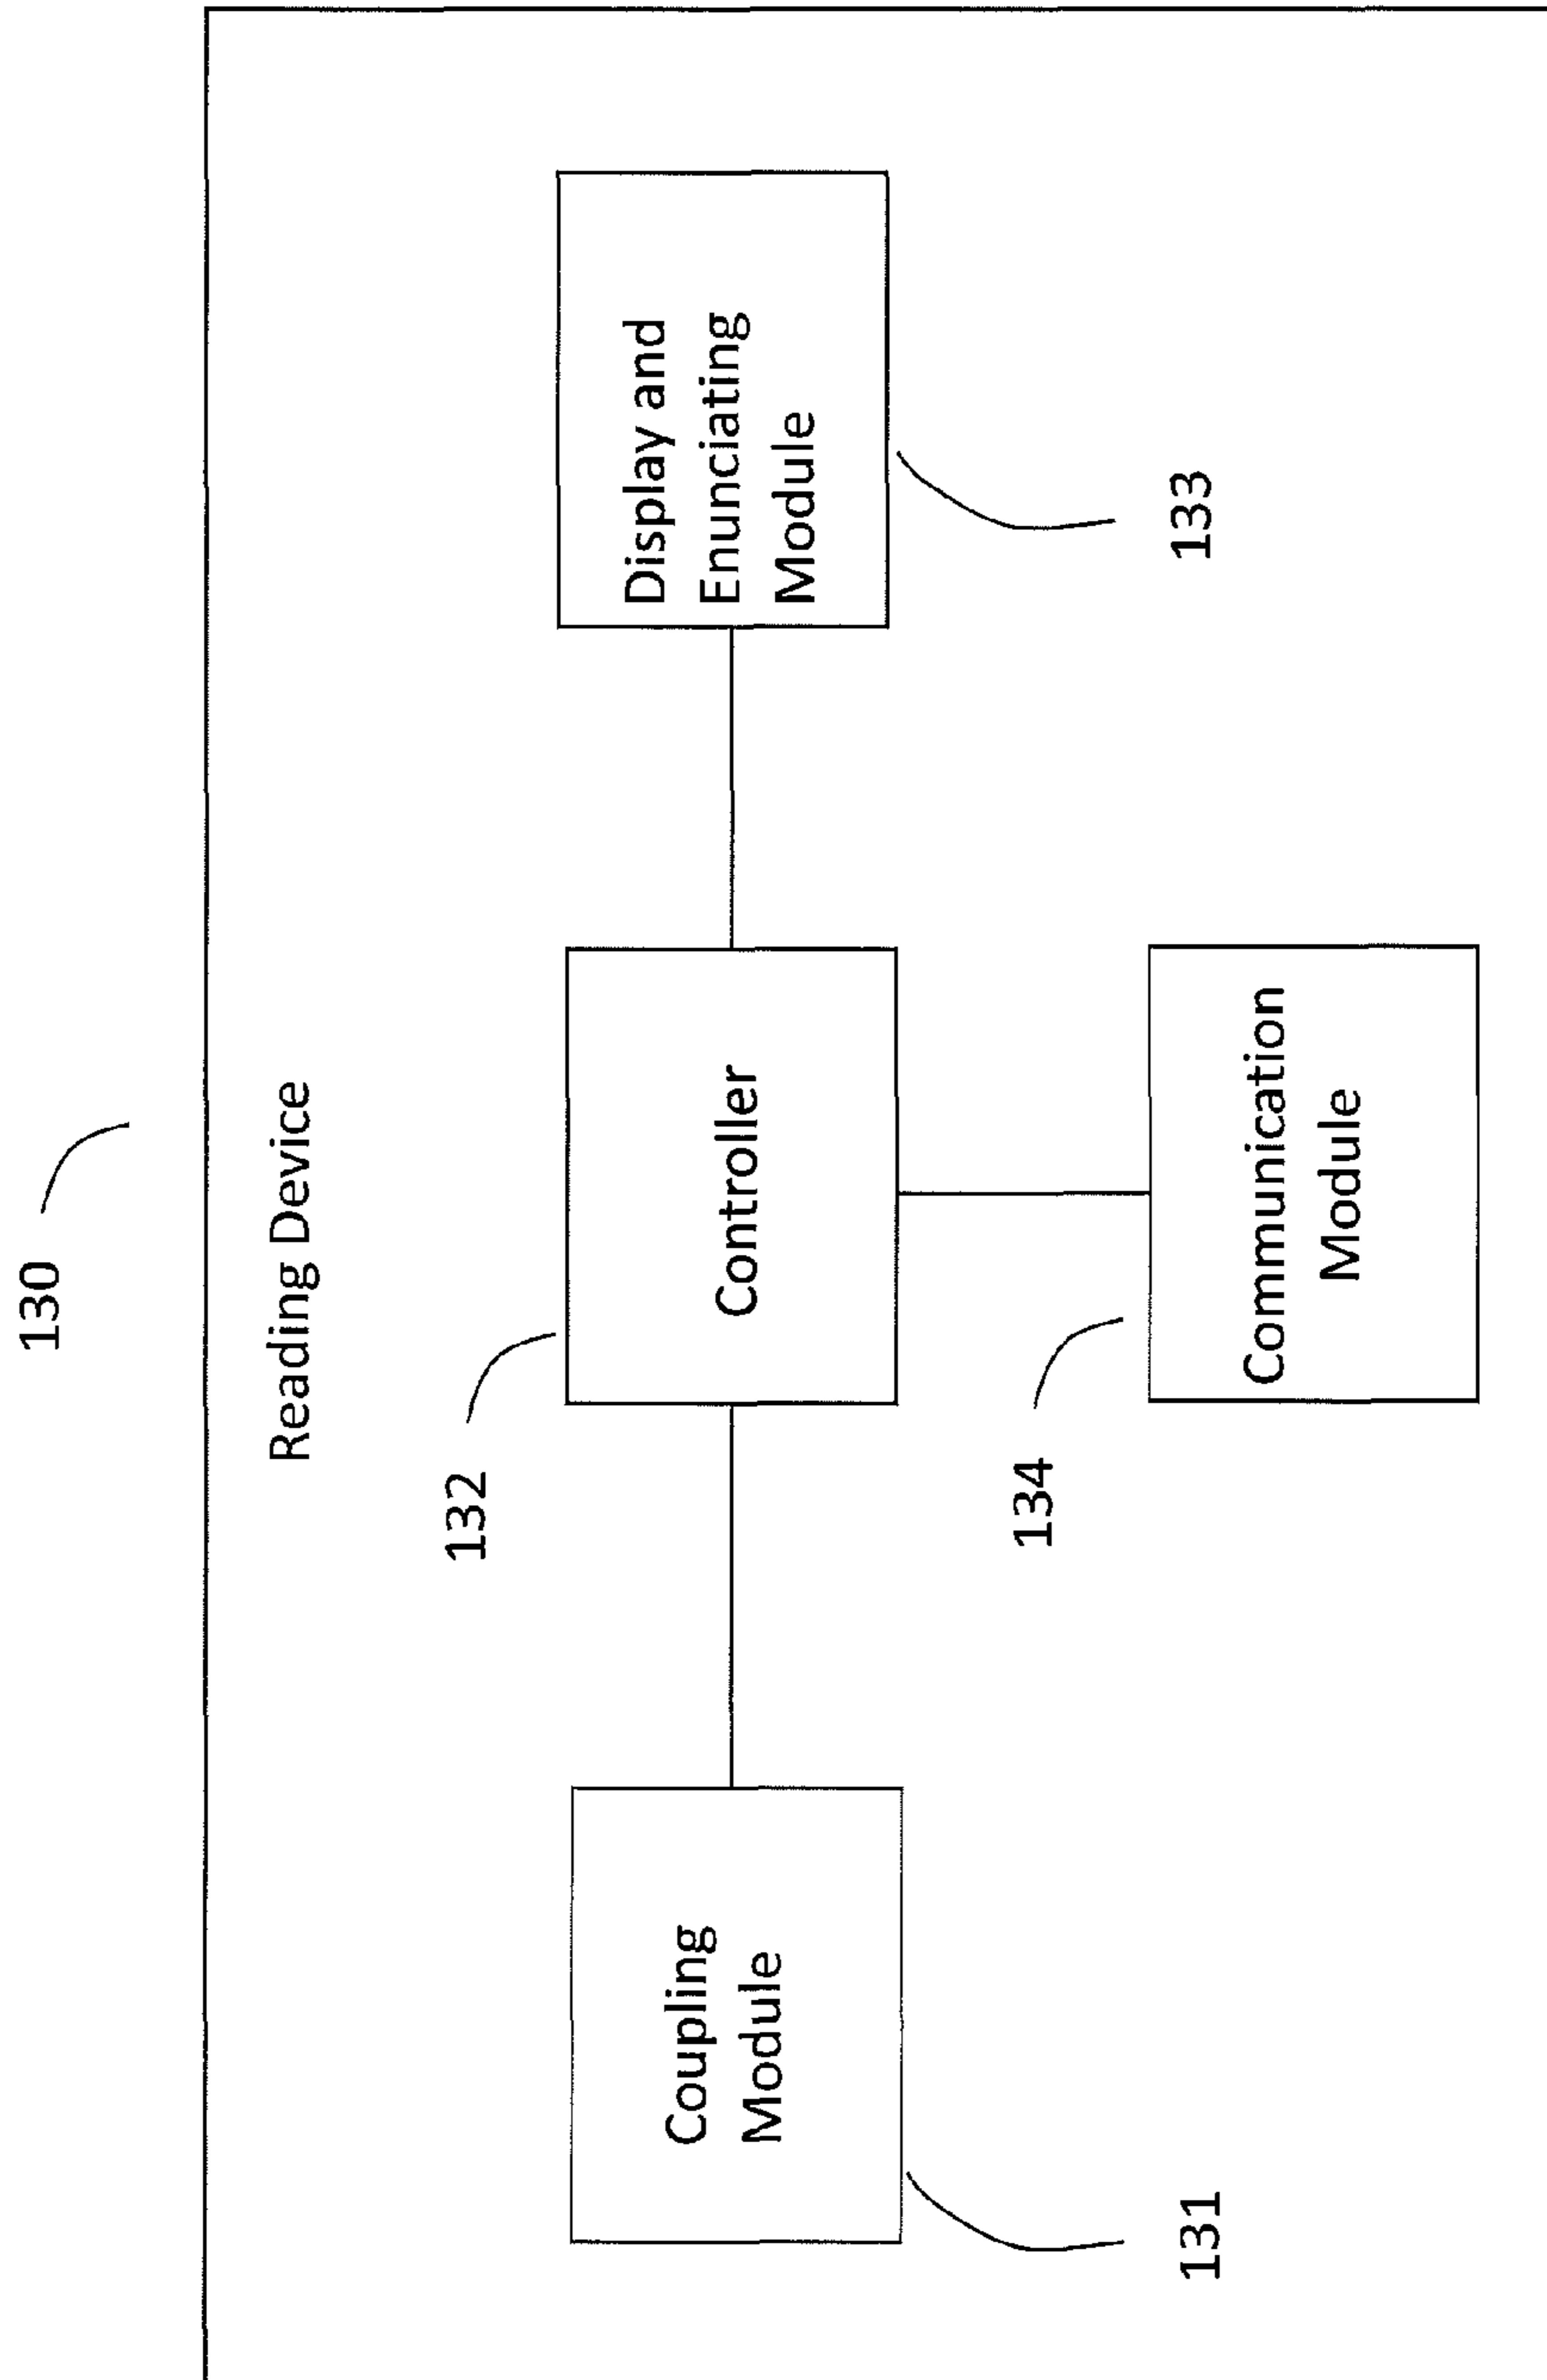 130
Reading Device
132
Controller
Coupling
Module
131
Display and
Enunciating
Module
133
134
Communication
Module